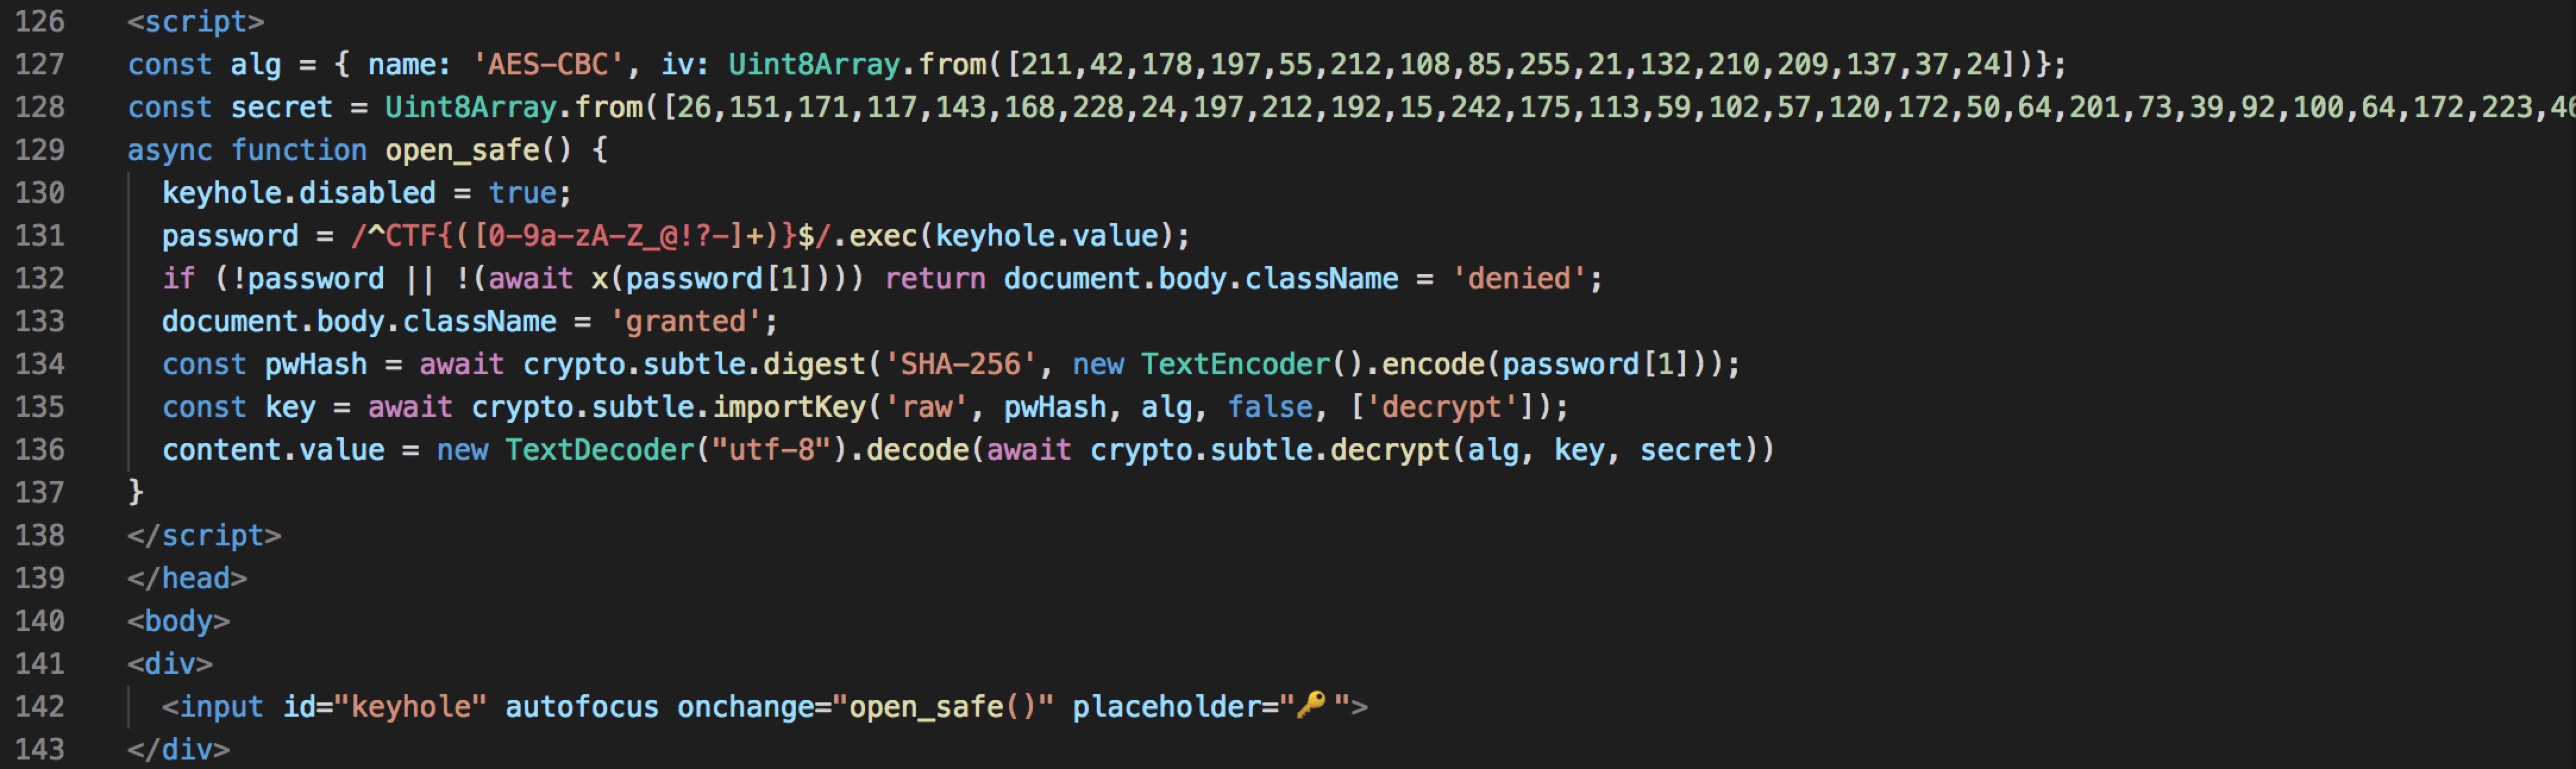 126 <script>
127 const alg = { name: 'AES-CBC', iv: Uint8Array.from([211,42,178,197,55,212,108,85,255,21,132,210,209,137,37,24])};
128 const secret = Uint8Array.from([26,151,171,117,143,168,228,24,197,212,192,15,242,175,113,59,102,57,120,172,50,64,201,73,39,92,100,64,172,223,46
129 async function open_safe() {
130 keyhole.disabled = true;
131 password = /^CTF{([0-9a-zA-Z_@!?-]+)}$/.exec(keyhole.value);
132 if (!password || !(await x(password[1]))) return document.body.className = 'denied';
133 document.body.className = 'granted';
134 const pwHash = await crypto.subtle.digest('SHA-256', new TextEncoder().encode(password[1]));
135 const key = await crypto.subtle.importKey('raw', pwHash, alg, false, ['decrypt']);
136 content.value = new TextDecoder("utf-8").decode(await crypto.subtle.decrypt(alg, key, secret))
137 }
138 </script>
139 </head>
140 <body>
141 <div>
142 <input id="keyhole" autofocus onchange="open_safe()" placeholder="🔑">
143 </div>